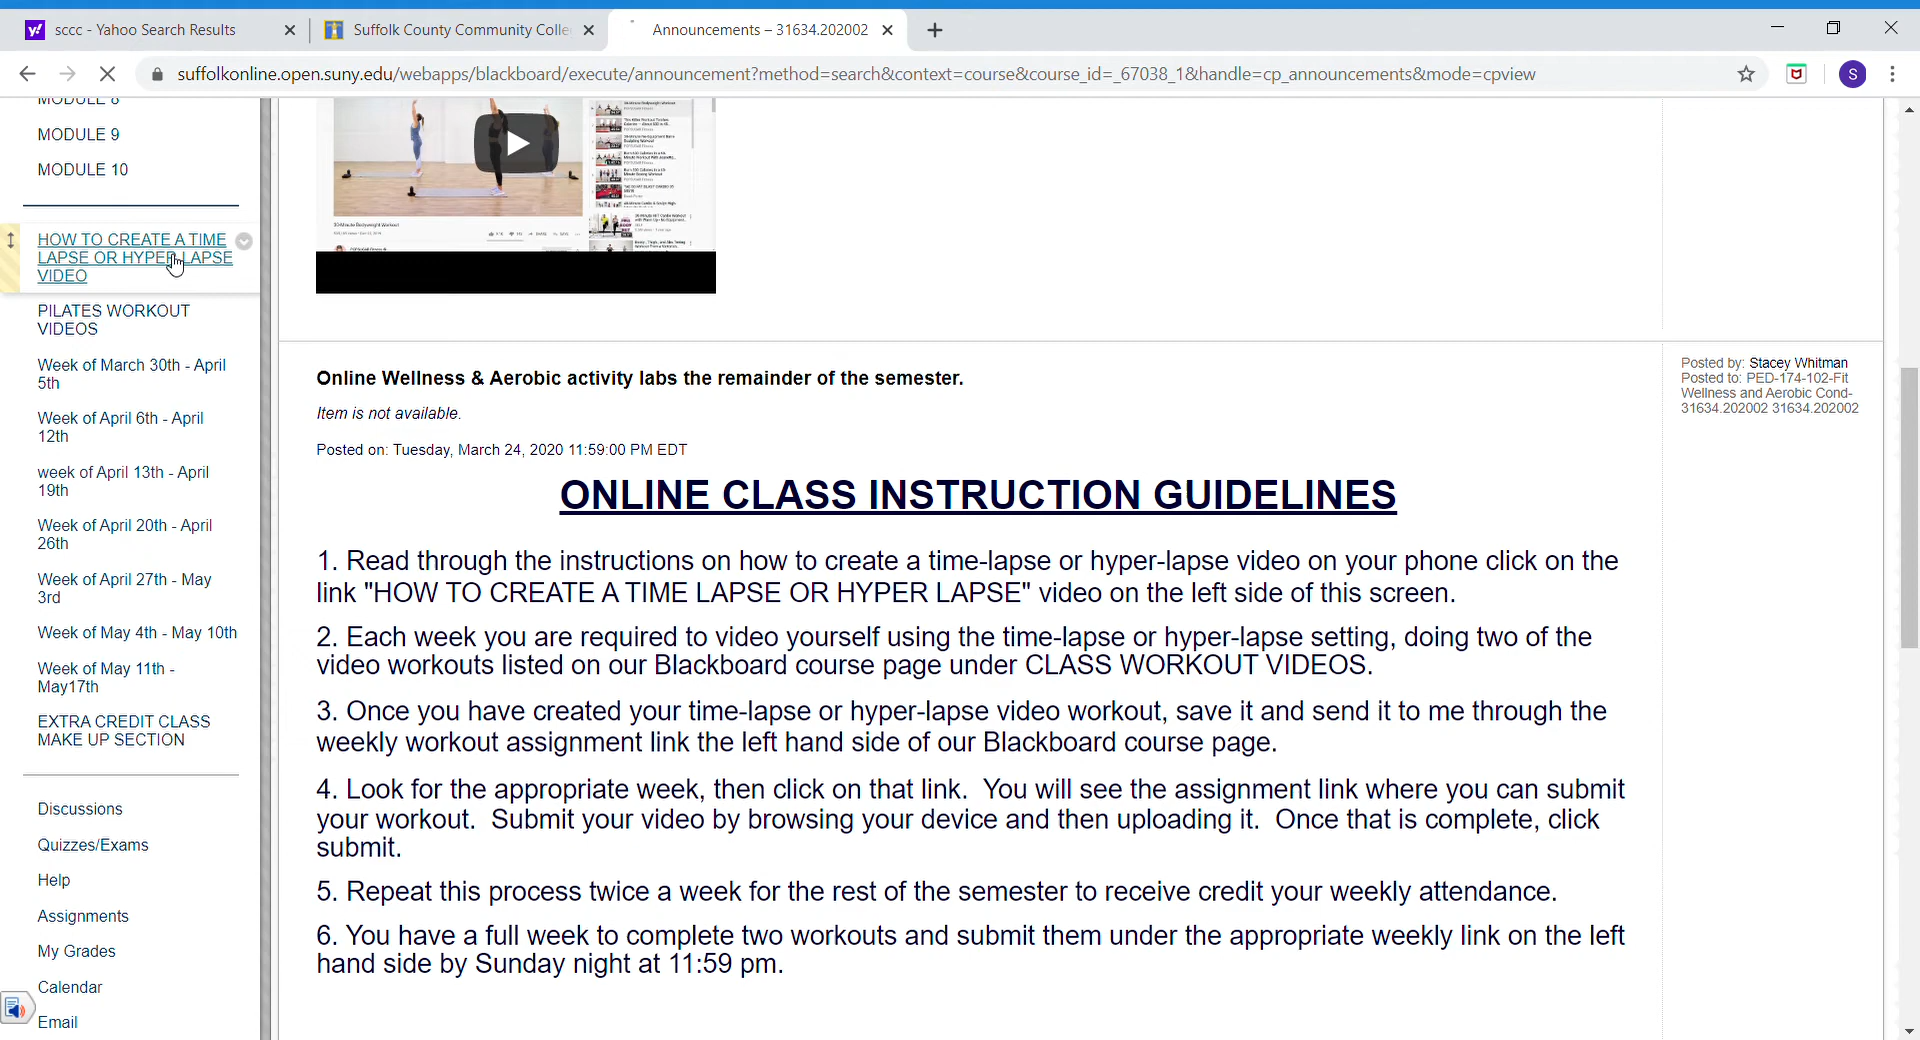 sccc - Yahoo Search Results
Suffolk County Community Colle
Announcements – 31634.202002
suffolkonline.open.suny.edu/webapps/blackboard/execute/announcement?method=search&context=course&course_id=_67038_1&handle=cp_announcements&mode=cpview
S
MODULE 8
MODULE 9
MODULE 10
HOW TO CREATE A TIME
LAPSE OR HYPER LAPSE
VIDEO
PILATES WORKOUT
VIDEOS
Week of March 30th - April
5th
Week of April 6th - April
12th
week of April 13th - April
19th
Week of April 20th - April
26th
Week of April 27th - May
3rd
Week of May 4th - May 10th
Week of May 11th -
May17th
EXTRA CREDIT CLASS
MAKE UP SECTION
Discussions
Quizzes/Exams
Help
Assignments
My Grades
Calendar
Email
30-Minute Bodyweight Workout
Online Wellness & Aerobic activity labs the remainder of the semester.
Item is not available.
Posted on: Tuesday, March 24, 2020 11:59:00 PM EDT
ONLINE CLASS INSTRUCTION GUIDELINES
1. Read through the instructions on how to create a time-lapse or hyper-lapse video on your phone click on the
link "HOW TO CREATE A TIME LAPSE OR HYPER LAPSE" video on the left side of this screen.
2. Each week you are required to video yourself using the time-lapse or hyper-lapse setting, doing two of the
video workouts listed on our Blackboard course page under CLASS WORKOUT VIDEOS.
3. Once you have created your time-lapse or hyper-lapse video workout, save it and send it to me through the
weekly workout assignment link the left hand side of our Blackboard course page.
4. Look for the appropriate week, then click on that link.  You will see the assignment link where you can submit
your workout.  Submit your video by browsing your device and then uploading it.  Once that is complete, click
submit.
5. Repeat this process twice a week for the rest of the semester to receive credit your weekly attendance.
6. You have a full week to complete two workouts and submit them under the appropriate weekly link on the left
hand side by Sunday night at 11:59 pm.
Posted by: Stacey Whitman
Posted to: PED-174-102-Fit
Wellness and Aerobic Cond-
31634.202002 31634.202002